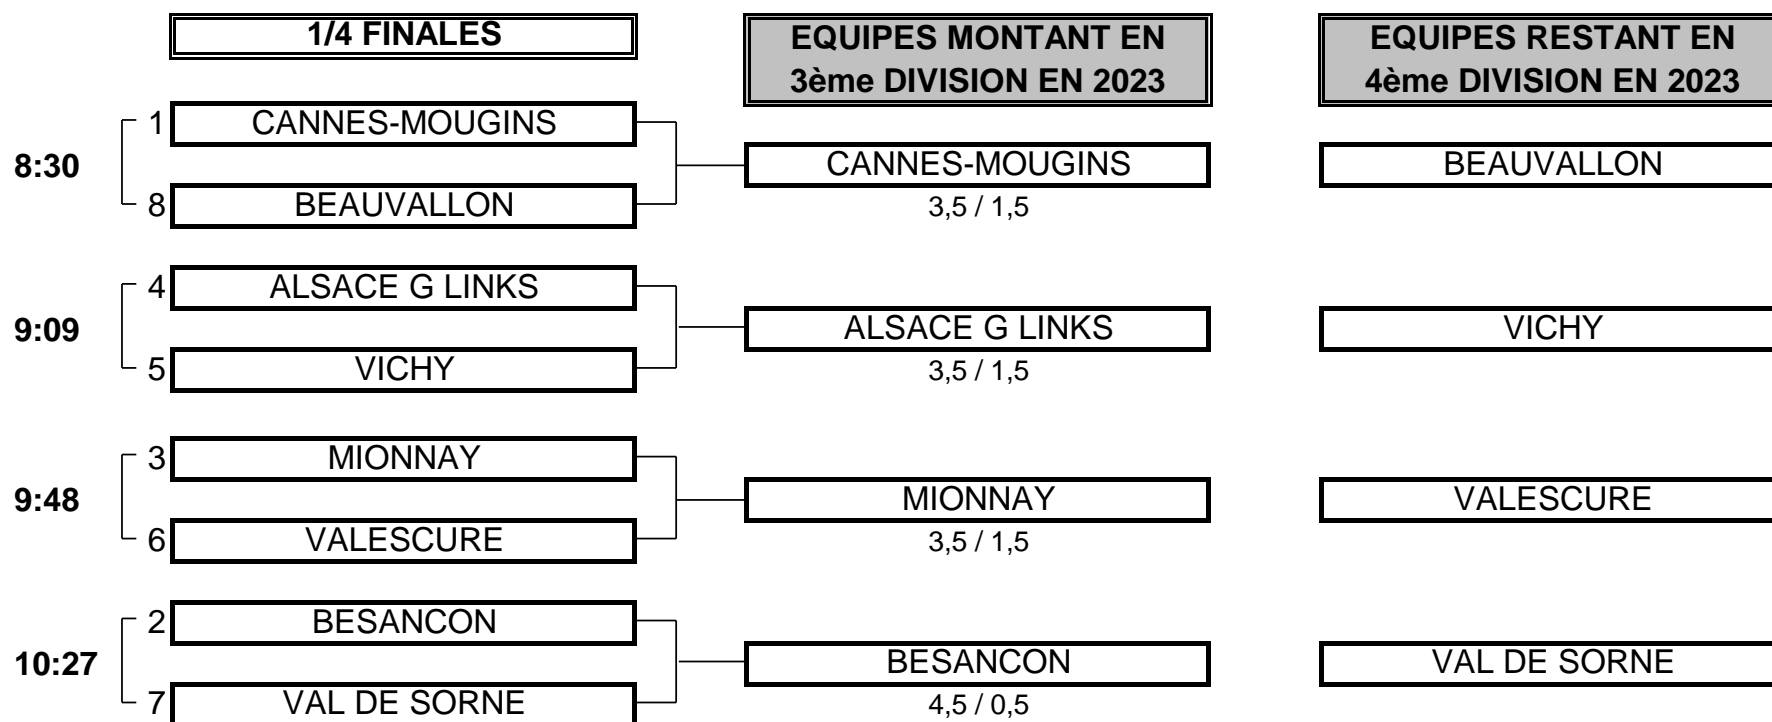 1/4 FINALES
EQUIPES MONTANT EN
3ème DIVISION EN 2023
EQUIPES RESTANT EN
4ème DIVISION EN 2023
8:30
1 CANNES-MOUGINS
8 BEAUVALLON
CANNES-MOUGINS
3,5 / 1,5
BEAUVALLON
9:09
4 ALSACE G LINKS
5 VICHY
ALSACE G LINKS
3,5 / 1,5
VICHY
9:48
3 MIONNAY
6 VALESCURE
MIONNAY
3,5 / 1,5
VALESCURE
10:27
2 BESANCON
7 VAL DE SORNE
BESANCON
4,5 / 0,5
VAL DE SORNE